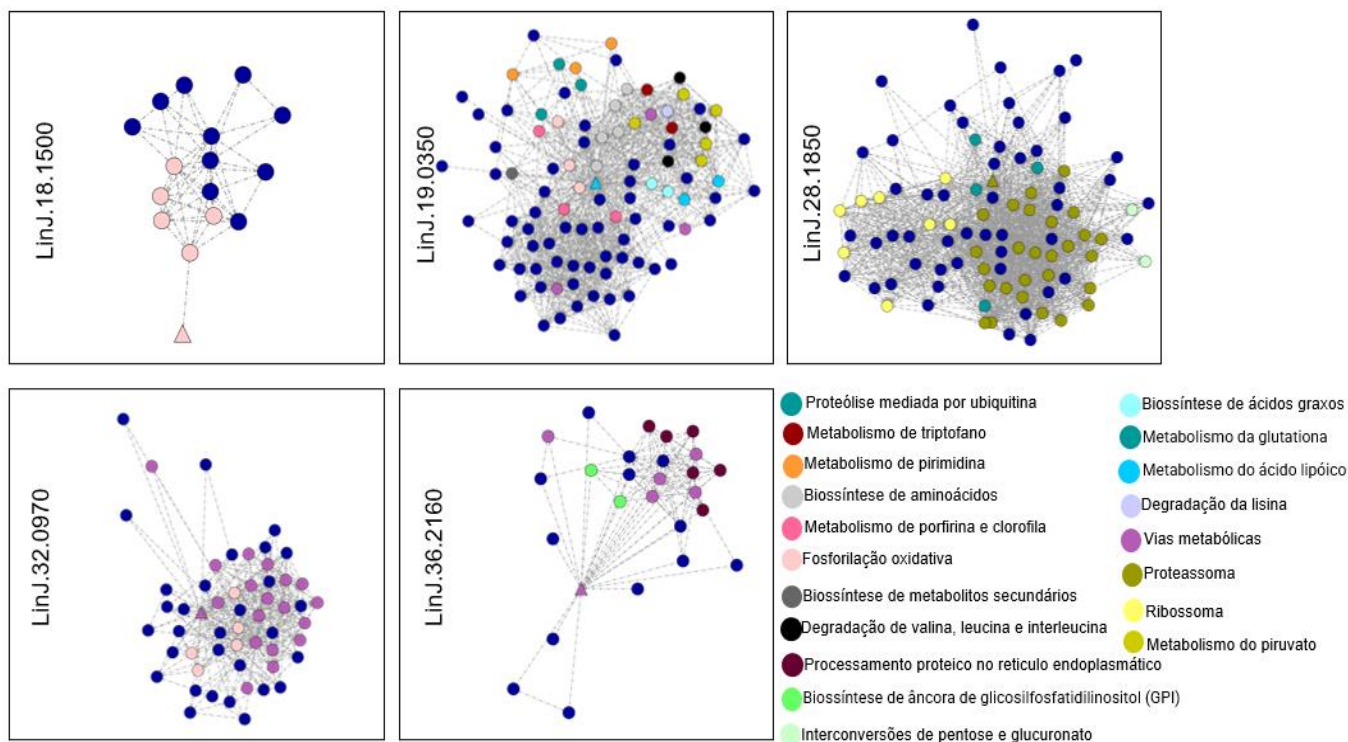 LinJ.18.1500
LinJ.19.0350
LinJ.28.1850
LinJ.32.0970
LinJ.36.2160
Proteólise mediada por ubiquitina
Metabolismo de triptofano
Metabolismo de pirimidina
Biossíntese de aminoácidos
Metabolismo de porfirina e clorofila
Fosforilação oxidativa
Biossíntese de metabolitos secundários
Degradação de valina, leucina e interleucina
Processamento proteico no reticulo endoplasmático
Biossíntese de âncora de glicosilfosfatidilinositol (GPI)
Interconversões de pentose e glucuronato
Biossíntese de ácidos graxos
Metabolismo da glutationa
Metabolismo do ácido lipóico
Degradação da lisina
Vias metabólicas
Proteassoma
Ribossoma
Metabolismo do piruvato